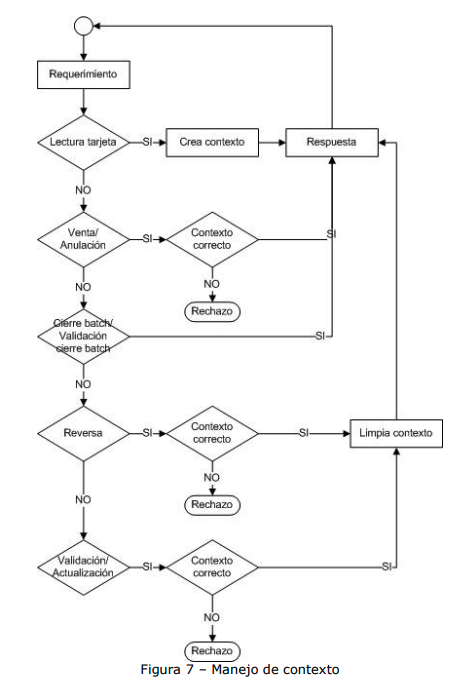 Requerimiento
Lectura tarjeta
SI
Crea contexto
Respuesta
NO
Venta/
Anulación
SI
Contexto
correcto
SI
NO
Rechazo
NO
Cierre batch/
Validación
cierre batch
SI
NO
Reversa
SI
Contexto
correcto
SI
Limpia contexto
NO
Rechazo
NO
Validación/
Actualización
SI
Contexto
correcto
SI
NO
Rechazo
Figura 7 – Manejo de contexto